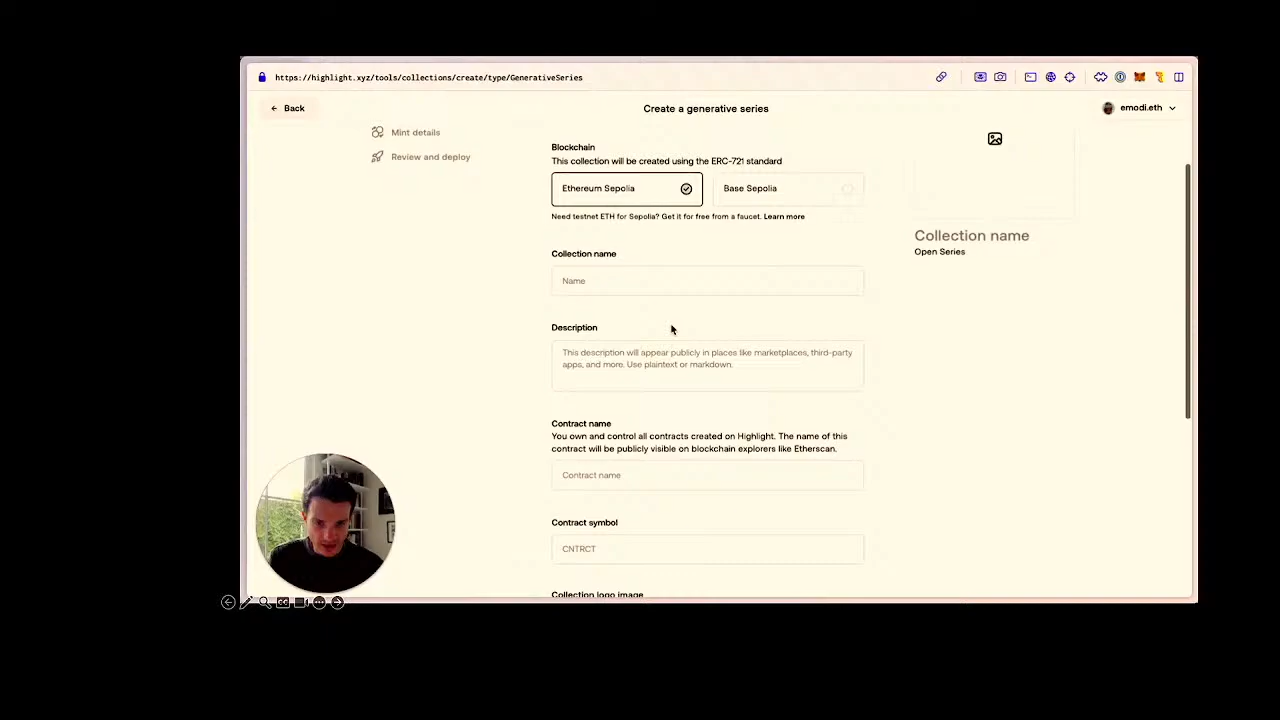 https://highlight.xyz/tools/collections/create/type/GenerativeSeries
Back
Create a generative series
emodi.eth
Mint details
Review and deploy
Blockchain
This collection will be created using the ERC-721 standard
Ethereum Sepolia
Base Sepolia
Need testnet ETH for Sepolia? Get it for free from a faucet. Learn more
Collection name
Open Series
Collection name
Name
Description
This description will appear publicly in places like marketplaces, third-party
apps, and more. Use plaintext or markdown.
Contract name
You own and control all contracts created on Highlight. The name of this
contract will be publicly visible on blockchain explorers like Etherscan.
Contract name
Contract symbol
CNTRCT
Collection logo image
CC